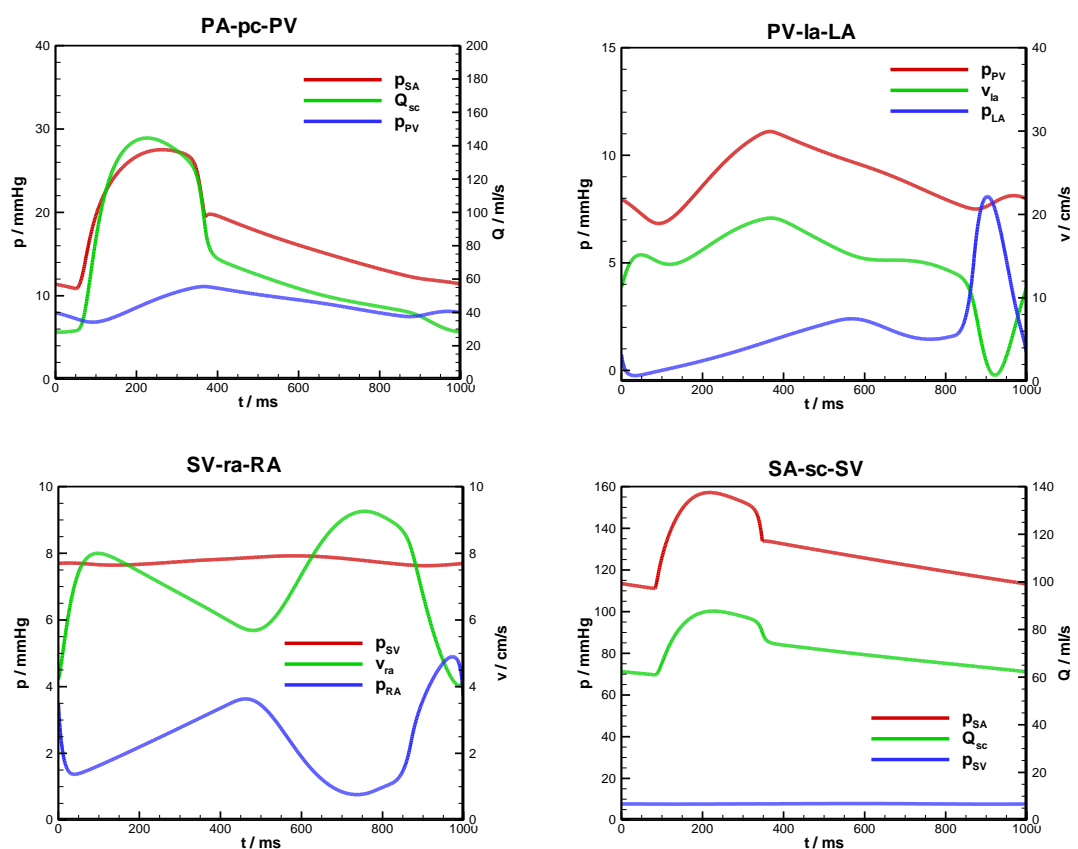 PA-pc-PV
40
30
20
10
0
p / mmHg
200
180
160
140
120
100
80
60
40
20
0
Q / ml/s
pSA
Qsc
pPV
0 200 400 600 800 1000
t / ms
PV-la-LA
15
10
5
0
p / mmHg
40
30
20
10
0
v / cm/s
pPV
vla
pLA
0 200 400 600 800 1000
t / ms
SV-ra-RA
10
8
6
4
2
0
p / mmHg
10
8
6
4
2
0
v / cm/s
pSV
vra
pRA
0 200 400 600 800 1000
t / ms
SA-sc-SV
160
140
120
100
80
60
40
20
0
p / mmHg
140
120
100
80
60
40
20
0
Q / ml/s
pSA
Qsc
pSV
0 200 400 600 800 1000
t / ms